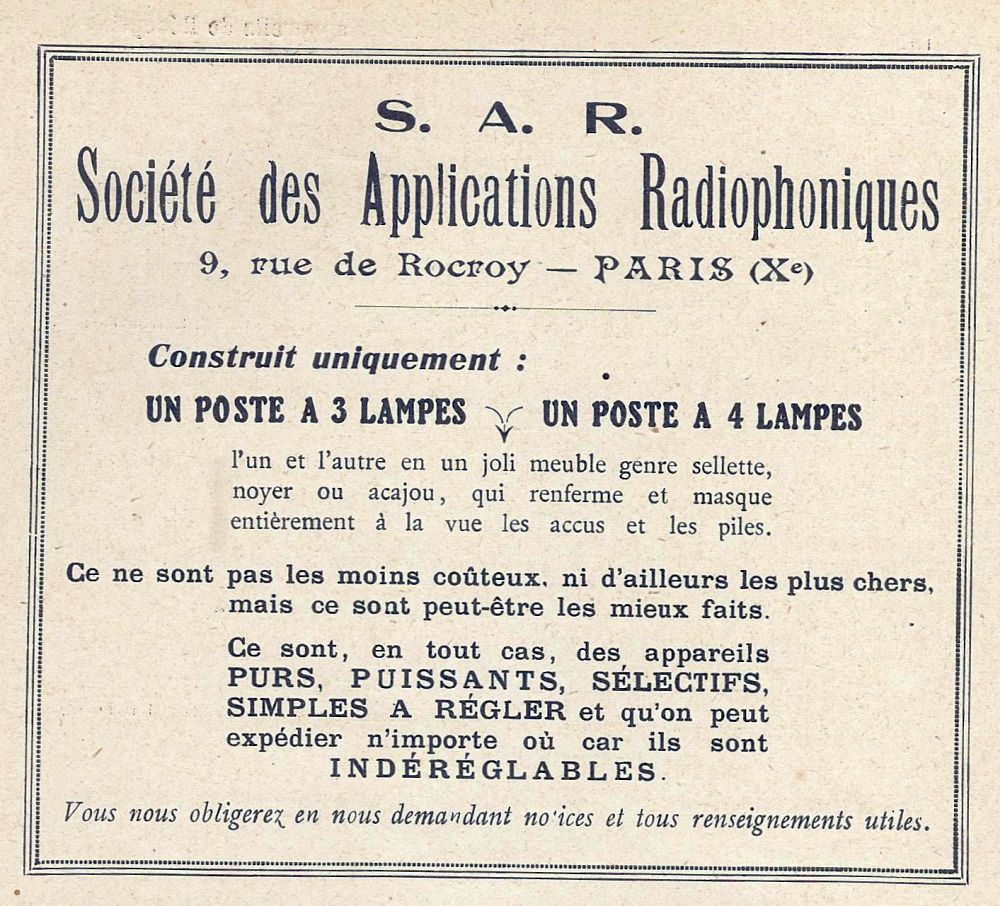 S. A. R.
Société des Applications Radiophoniques
9, rue de Rocroy — PARIS (Xe)
Construit uniquement :
UN POSTE A 3 LAMPES UN POSTE A 4 LAMPES
l'un et l'autre en un joli meuble genre sellette,
noyer ou acajou, qui renferme et masque
entièrement à la vue les accus et les piles.
Ce ne sont pas les moins coûteux, ni d'ailleurs les plus chers,
mais ce sont peut-être les mieux faits.
Ce sont, en tout cas, des appareils
PURS, PUISSANTS, SÉLECTIFS,
SIMPLES A RÉGLER et qu'on peut
expédier n'importe où car ils sont
INDÉRÉGLABLES.
Vous nous obligerez en nous demandant no'ices et tous renseignements utiles.